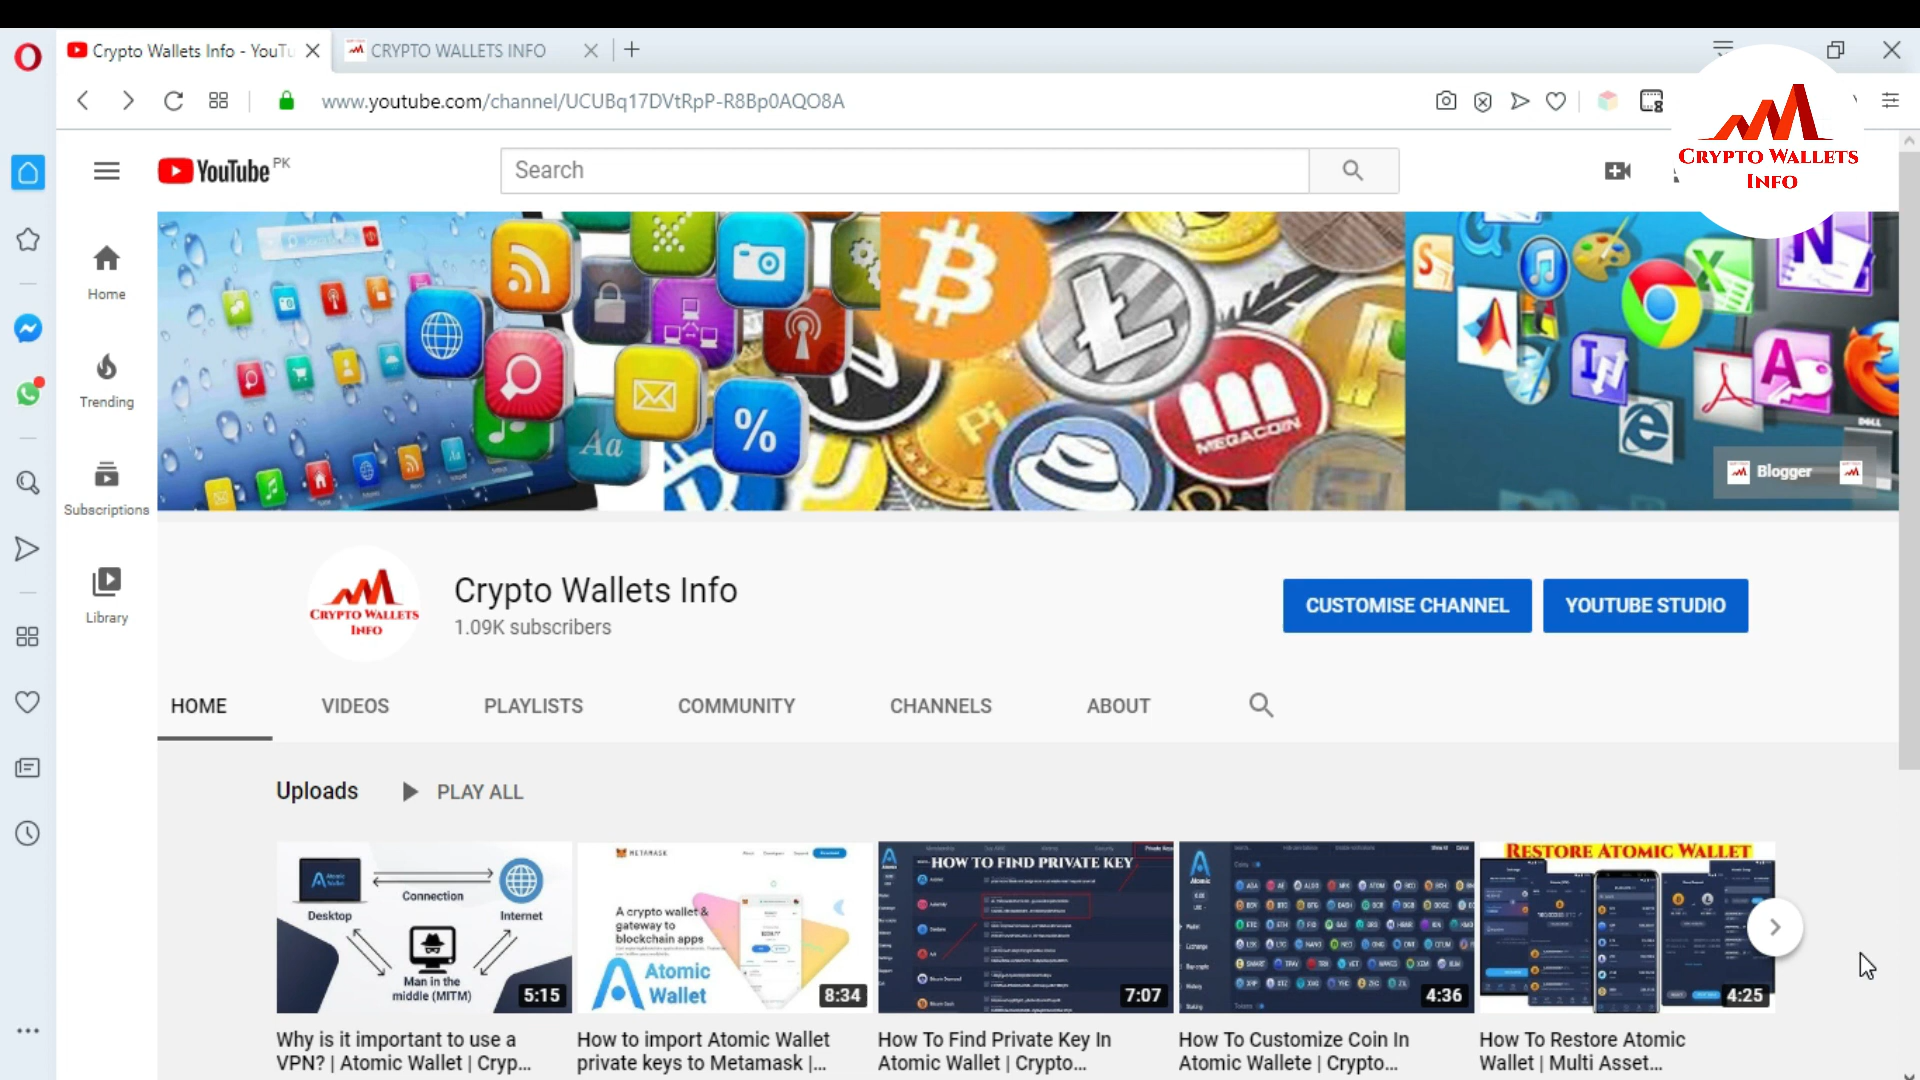 Crypto Wallets Info - YouTu
CRYPTO WALLETS INFO
www.youtube.com/channel/UCUBq17DVtRpP-R8Bp0AQO8A
CRYPTO WALLETS
INFO
YouTube PK
Search
Home
Trending
Subscriptions
Library
Aa
%
MEGACOIN
DELL
Blogger
CRYPTO WALLETS
INFO
Crypto Wallets Info
1.09K subscribers
CUSTOMISE CHANNEL
YOUTUBE STUDIO
HOME
VIDEOS
PLAYLISTS
COMMUNITY
CHANNELS
ABOUT
Uploads
PLAY ALL
Connection
Desktop
Internet
Man in the
middle (MITM)
5:15
METAMASK
A crypto wallet &
gateway to
blockchain apps
Atomic
Wallet
8:34
HOW TO FIND PRIVATE KEY
7:07
Atomic
4:36
RESTORE ATOMIC WALLET
4:25
Why is it important to use a
VPN? | Atomic Wallet | Cryp...
How to import Atomic Wallet
private keys to Metamask |...
How To Find Private Key In
Atomic Wallet | Crypto...
How To Customize Coin In
Atomic Wallete | Crypto...
How To Restore Atomic
Wallet | Multi Asset...